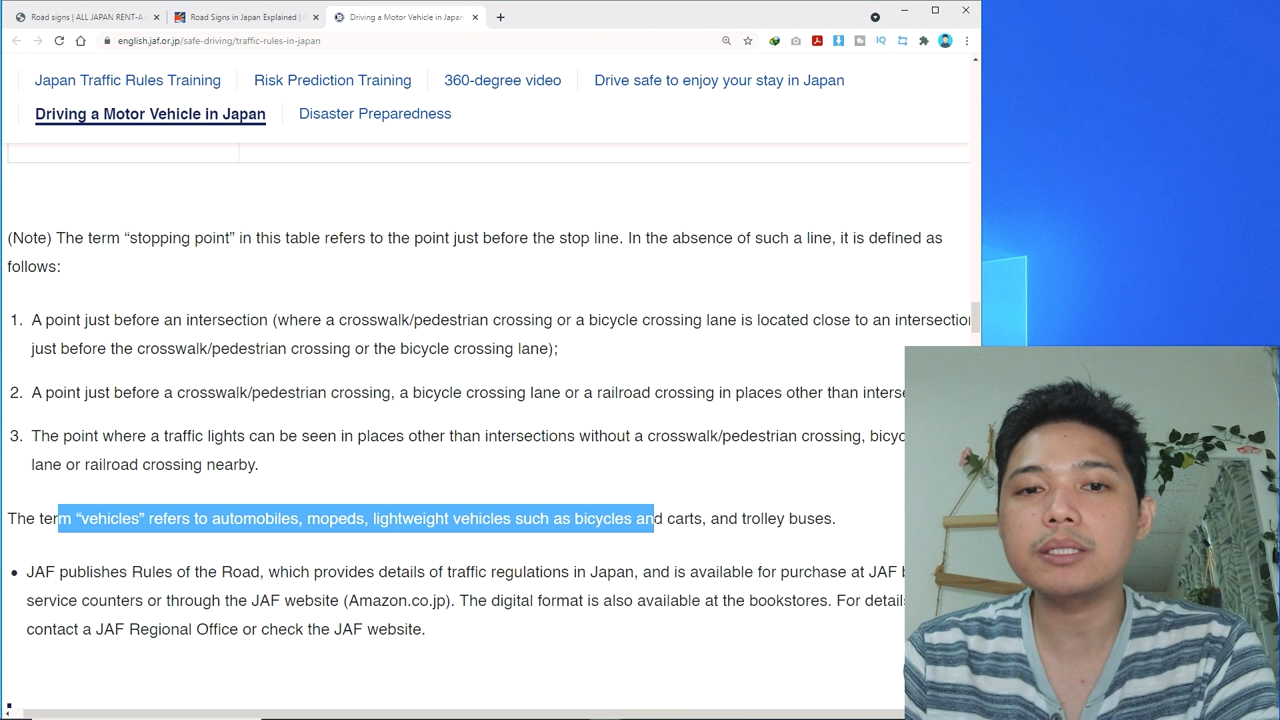 Road signs | ALL JAPAN RENT-A-
Road Signs in Japan Explained |
Driving a Motor Vehicle in Japan
english.jaf.or.jp/safe-driving/traffic-rules-in-japan
Japan Traffic Rules Training
Risk Prediction Training
360-degree video
Drive safe to enjoy your stay in Japan
Driving a Motor Vehicle in Japan
Disaster Preparedness
(Note) The term “stopping point” in this table refers to the point just before the stop line. In the absence of such a line, it is defined as
follows:
1. A point just before an intersection (where a crosswalk/pedestrian crossing or a bicycle crossing lane is located close to an intersection
just before the crosswalk/pedestrian crossing or the bicycle crossing lane);
2. A point just before a crosswalk/pedestrian crossing, a bicycle crossing lane or a railroad crossing in places other than interse
3. The point where a traffic lights can be seen in places other than intersections without a crosswalk/pedestrian crossing, bicyc
lane or railroad crossing nearby.
The term “vehicles” refers to automobiles, mopeds, lightweight vehicles such as bicycles and carts, and trolley buses.
• JAF publishes Rules of the Road, which provides details of traffic regulations in Japan, and is available for purchase at JAF
service counters or through the JAF website (Amazon.co.jp). The digital format is also available at the bookstores. For details
contact a JAF Regional Office or check the JAF website.